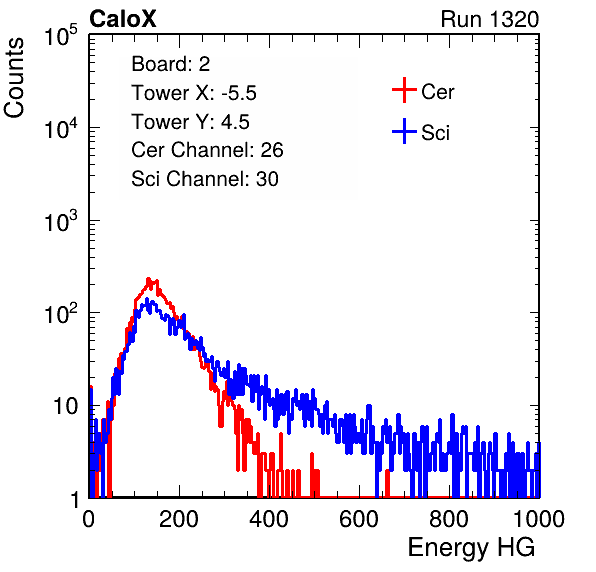 CaloX Run 1320
Counts
10^5
10^4
10^3
10^2
10
1
Board: 2
Tower X: -5.5
Tower Y: 4.5
Cer Channel: 26
Sci Channel: 30
Cer
Sci
0 200 400 600 800 1000
Energy HG